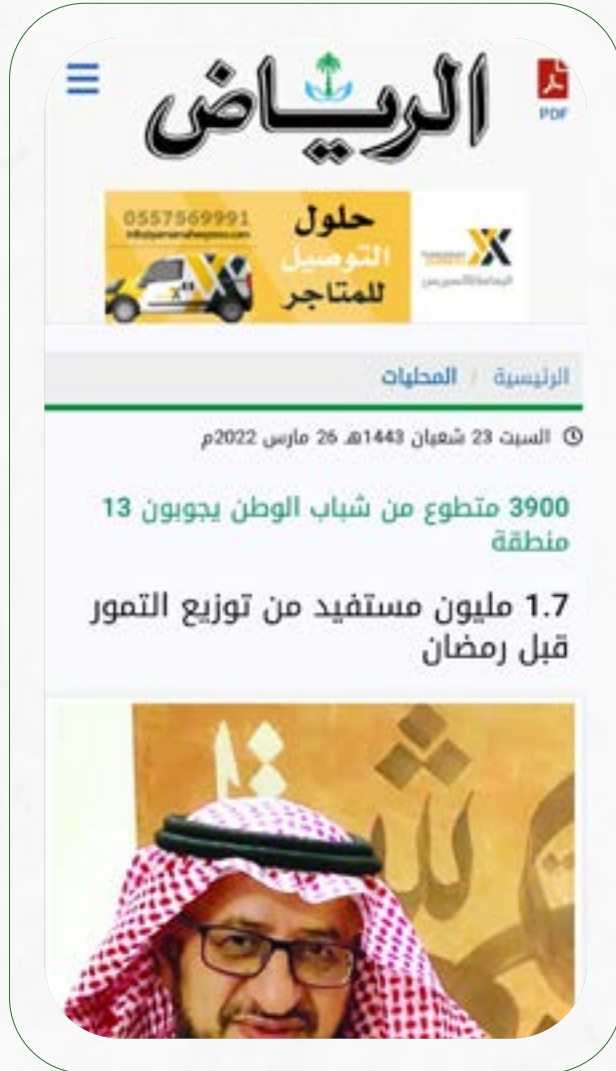 الرياض
PDF
0557569991
حلول
التوصيل
للمتاجر
الرئيسية / المحليات
السبت 23 شعبان 1443هـ 26 مارس 2022م
3900 متطوع من شباب الوطن يجوبون 13
منطقة
1.7 مليون مستفيد من توزيع التمور
قبل رمضان